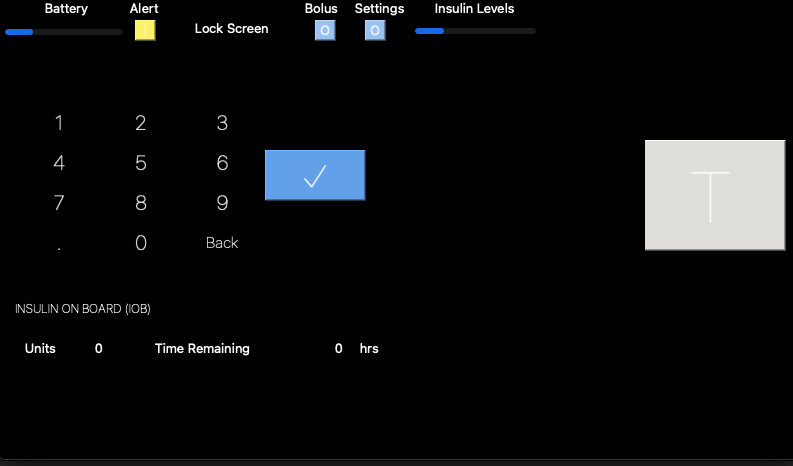 Battery Alert Bolus Settings Insulin Levels
! Lock Screen O O
1 2 3
4 5 6
7 8 9
. 0 Back
T
INSULIN ON BOARD (IOB)
Units 0 Time Remaining 0 hrs